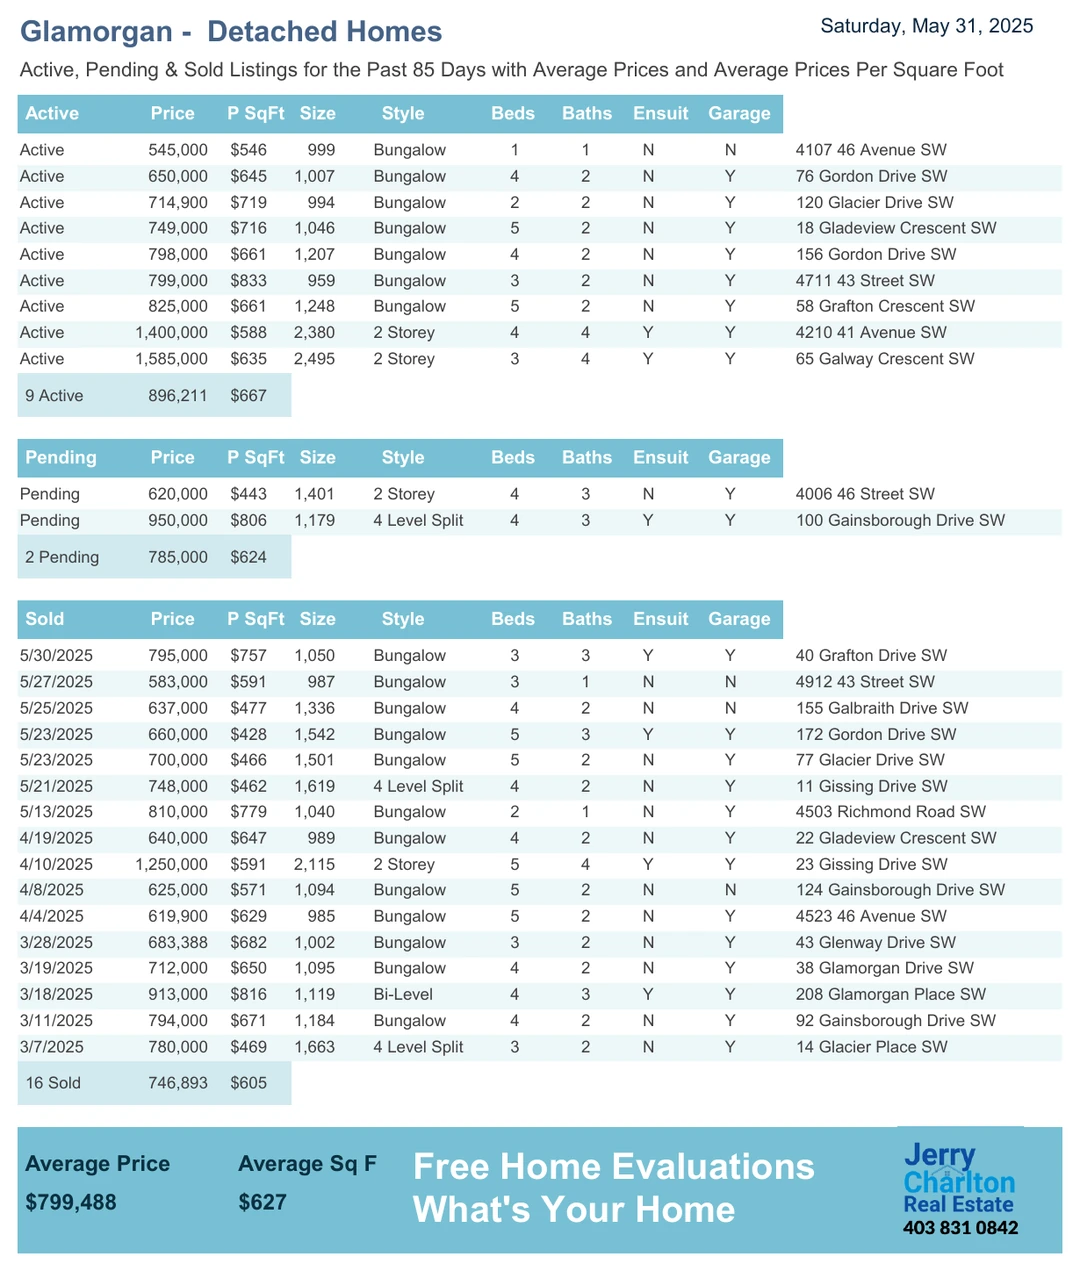 Glamorgan - Detached Homes
Saturday, May 31, 2025
Active, Pending & Sold Listings for the Past 85 Days with Average Prices and Average Prices Per Square Foot
Active Price P SqFt Size Style Beds Baths Ensuit Garage
Active 545,000 $546 999 Bungalow 1 1 N N 4107 46 Avenue SW
Active 650,000 $645 1,007 Bungalow 4 2 N Y 76 Gordon Drive SW
Active 714,900 $719 994 Bungalow 2 2 N Y 120 Glacier Drive SW
Active 749,000 $716 1,046 Bungalow 5 2 N Y 18 Gladeview Crescent SW
Active 798,000 $661 1,207 Bungalow 4 2 N Y 156 Gordon Drive SW
Active 799,000 $833 959 Bungalow 3 2 N Y 4711 43 Street SW
Active 825,000 $661 1,248 Bungalow 5 2 N Y 58 Grafton Crescent SW
Active 1,400,000 $588 2,380 2 Storey 4 4 Y Y 4210 41 Avenue SW
Active 1,585,000 $635 2,495 2 Storey 3 4 Y Y 65 Galway Crescent SW
9 Active 896,211 $667
Pending Price P SqFt Size Style Beds Baths Ensuit Garage
Pending 620,000 $443 1,401 2 Storey 4 3 N Y 4006 46 Street SW
Pending 950,000 $806 1,179 4 Level Split 4 3 Y Y 100 Gainsborough Drive SW
2 Pending 785,000 $624
Sold Price P SqFt Size Style Beds Baths Ensuit Garage
5/30/2025 795,000 $757 1,050 Bungalow 3 3 Y Y 40 Grafton Drive SW
5/27/2025 583,000 $591 987 Bungalow 3 1 N N 4912 43 Street SW
5/25/2025 637,000 $477 1,336 Bungalow 4 2 N N 155 Galbraith Drive SW
5/23/2025 660,000 $428 1,542 Bungalow 5 3 Y Y 172 Gordon Drive SW
5/23/2025 700,000 $466 1,501 Bungalow 5 2 N Y 77 Glacier Drive SW
5/21/2025 748,000 $462 1,619 4 Level Split 4 2 N Y 11 Gissing Drive SW
5/13/2025 810,000 $779 1,040 Bungalow 2 1 N Y 4503 Richmond Road SW
4/19/2025 640,000 $647 989 Bungalow 4 2 N Y 22 Gladeview Crescent SW
4/10/2025 1,250,000 $591 2,115 2 Storey 5 4 Y Y 23 Gissing Drive SW
4/8/2025 625,000 $571 1,094 Bungalow 5 2 N N 124 Gainsborough Drive SW
4/4/2025 619,900 $629 985 Bungalow 5 2 N Y 4523 46 Avenue SW
3/28/2025 683,388 $682 1,002 Bungalow 3 2 N Y 43 Glenway Drive SW
3/19/2025 712,000 $650 1,095 Bungalow 4 2 N Y 38 Glamorgan Drive SW
3/18/2025 913,000 $816 1,119 Bi-Level 4 3 Y Y 208 Glamorgan Place SW
3/11/2025 794,000 $671 1,184 Bungalow 4 2 N Y 92 Gainsborough Drive SW
3/7/2025 780,000 $469 1,663 4 Level Split 3 2 N Y 14 Glacier Place SW
16 Sold 746,893 $605
Average Price Average Sq F
$799,488 $627
Free Home Evaluations
What's Your Home
Jerry
Charlton
Real Estate
403 831 0842